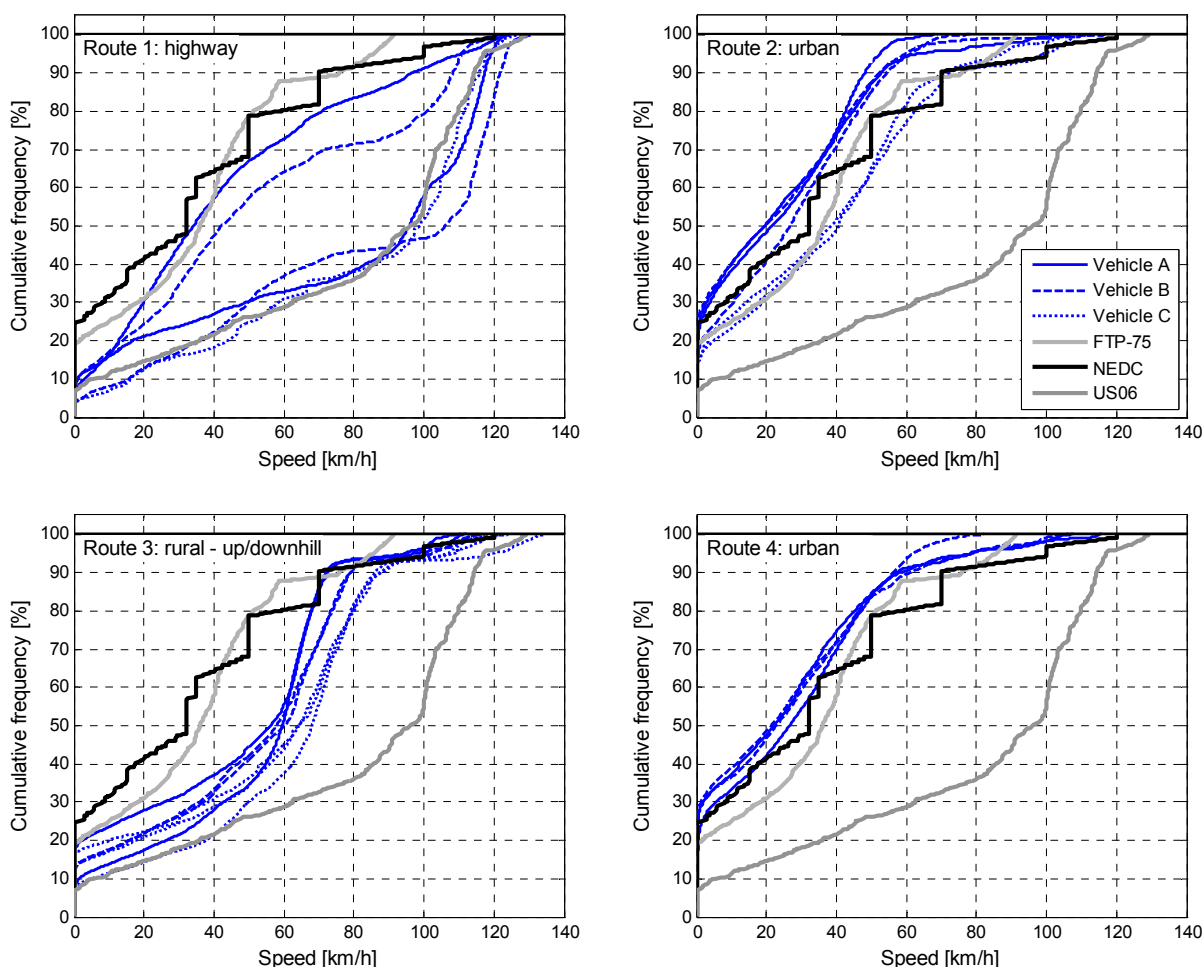 Route 1: highway
Cumulative frequency [%]
100
90
80
70
60
50
40
30
20
10
0
0 20 40 60 80 100 120 140
Speed [km/h]
Route 2: urban
Cumulative frequency [%]
100
90
80
70
60
50
40
30
20
10
0
0 20 40 60 80 100 120 140
Speed [km/h]
Vehicle A
Vehicle B
Vehicle C
FTP-75
NEDC
US06
Route 3: rural - up/downhill
Cumulative frequency [%]
100
90
80
70
60
50
40
30
20
10
0
0 20 40 60 80 100 120 140
Speed [km/h]
Route 4: urban
Cumulative frequency [%]
100
90
80
70
60
50
40
30
20
10
0
0 20 40 60 80 100 120 140
Speed [km/h]